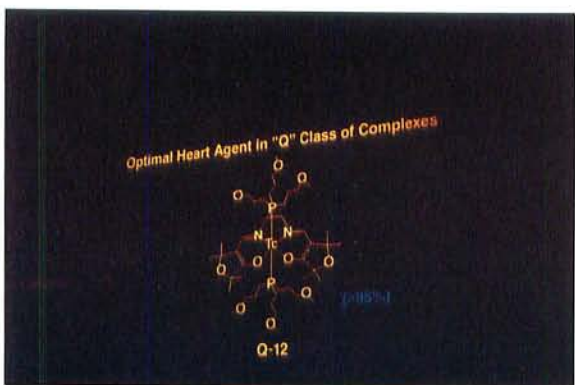 Optimal Heart Agent in "Q" Class of Complexes
O
O
O
P
N N
Tc
O O O O
P
O O
O
Q-12